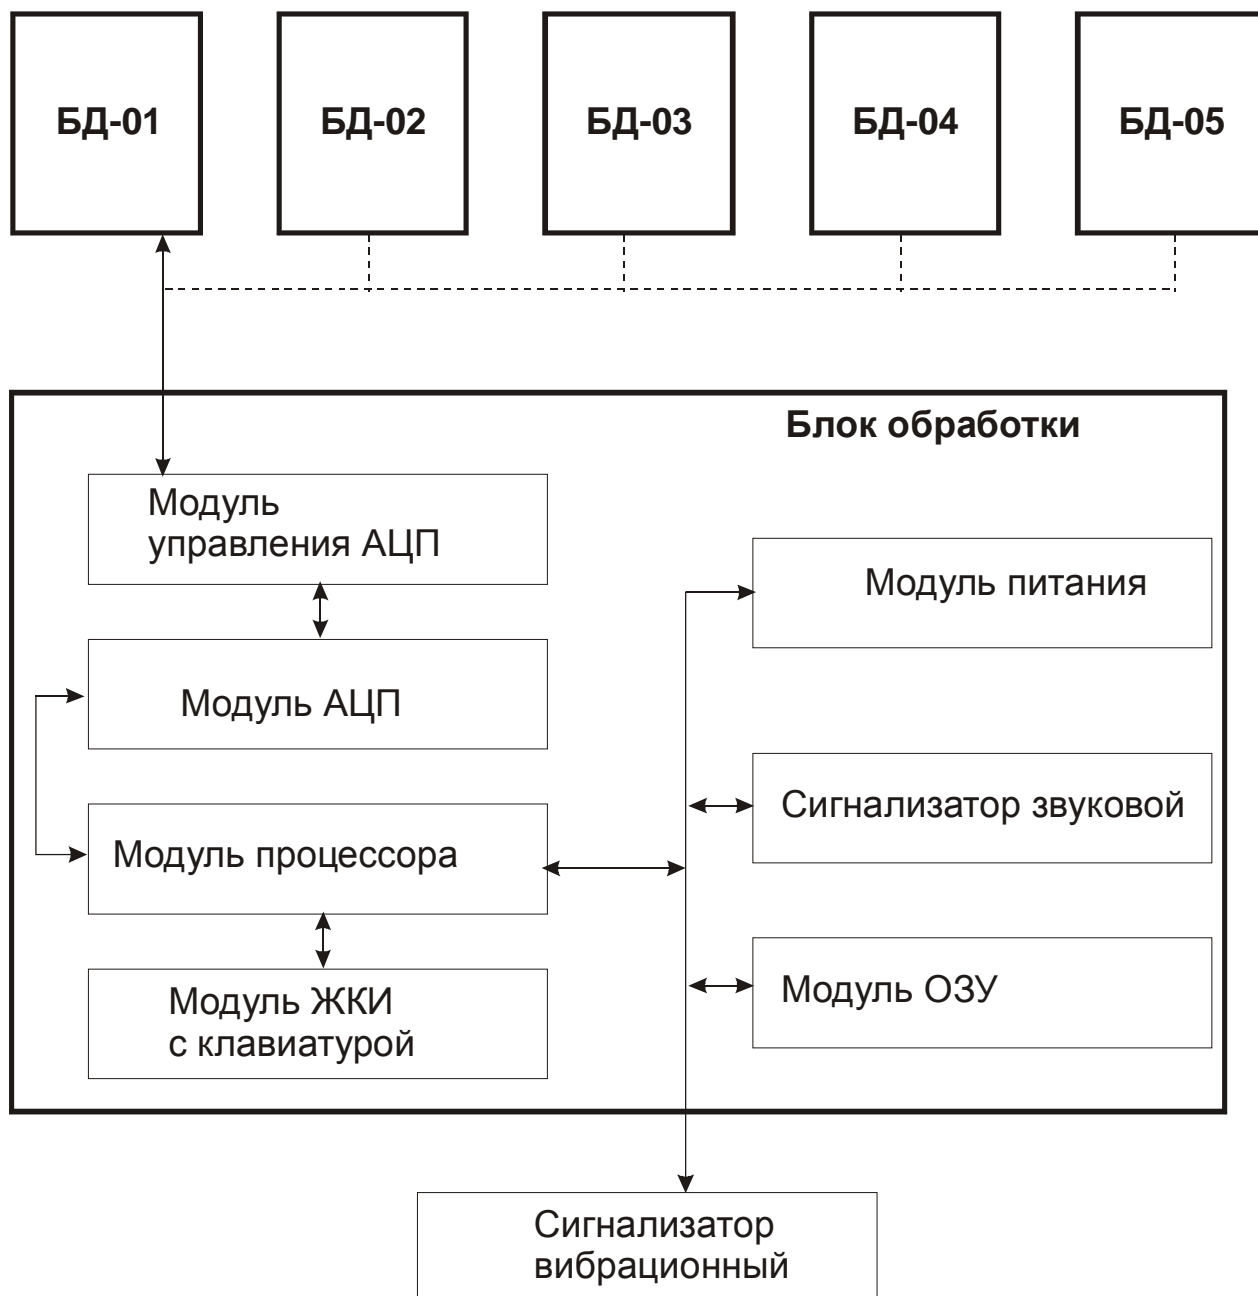 БД-01
БД-02
БД-03
БД-04
БД-05
Блок обработки
Модуль
управления АЦП
Модуль АЦП
Модуль процессора
Модуль ЖКИ
с клавиатурой
Модуль питания
Сигнализатор звуковой
Модуль ОЗУ
Сигнализатор
вибрационный